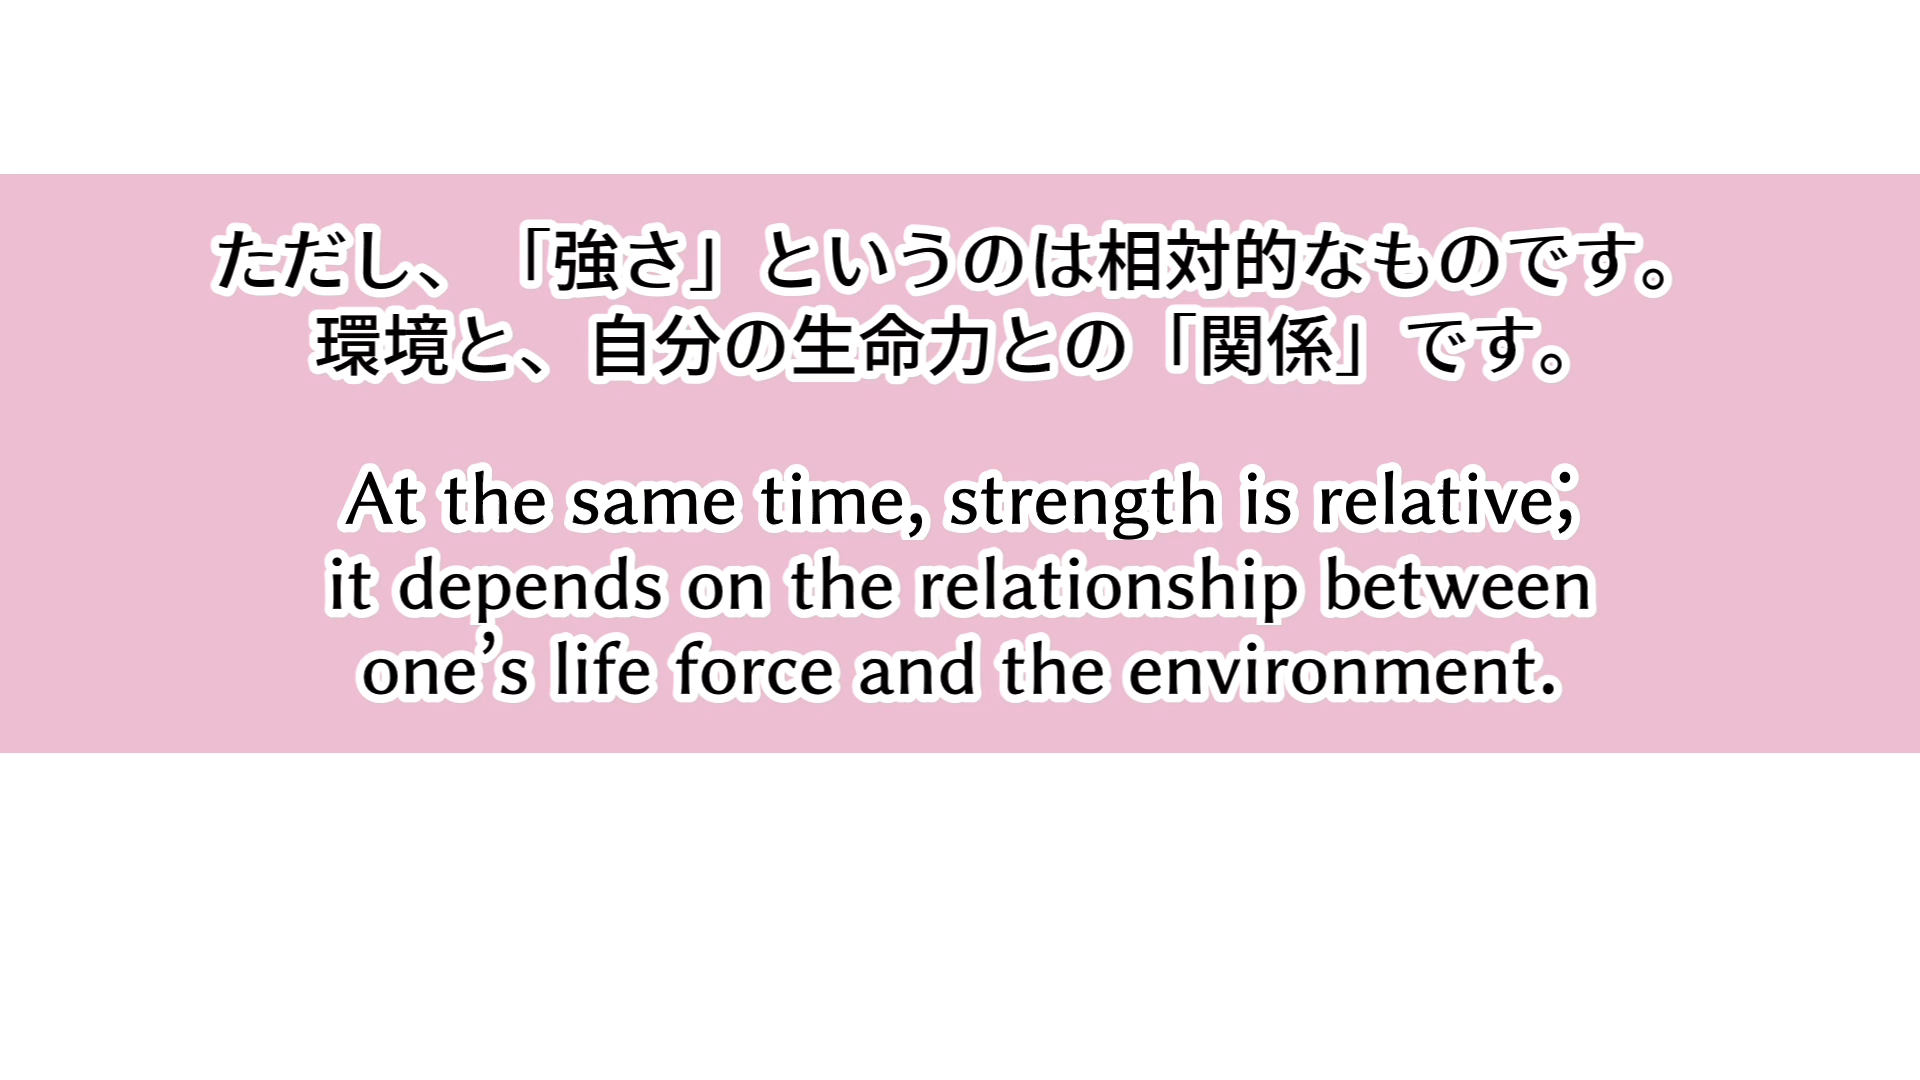 ただし、「強さ」というのは相対的なものです。
環境と、自分の生命力との「関係」です。
At the same time, strength is relative;
it depends on the relationship between
one’s life force and the environment.